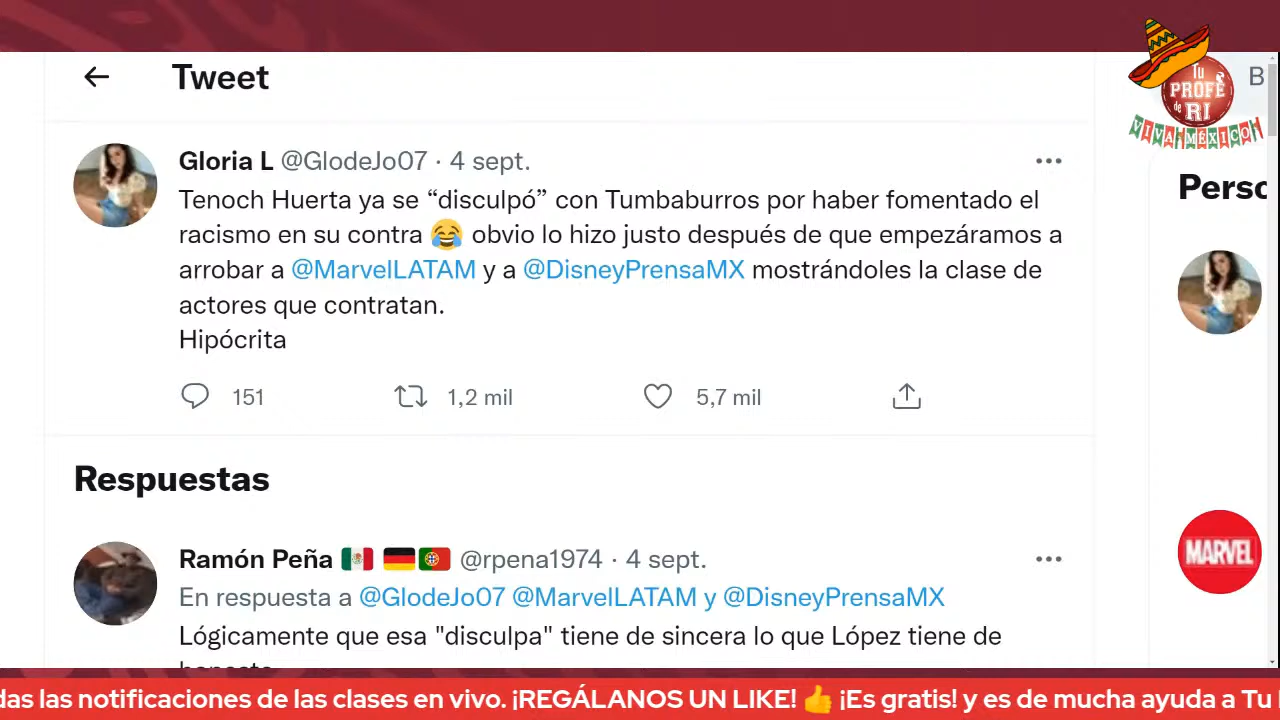 Tweet
Tu
PROFE
de RI
¡VIVA MÉXICO!
B
Gloria L @GlodeJo07 · 4 sept.
Tenoch Huerta ya se “disculpó” con Tumbaburros por haber fomentado el
racismo en su contra 😂 obvio lo hizo justo después de que empezáramos a
arrobar a @MarvelLATAM y a @DisneyPrensaMX mostrándoles la clase de
actores que contratan.
Hipócrita
151 1,2 mil 5,7 mil
Perso
Respuestas
MARVEL
Ramón Peña 🇲🇽 🇩🇪🇵🇹 @rpena1974 · 4 sept.
En respuesta a @GlodeJo07 @MarvelLATAM y @DisneyPrensaMX
Lógicamente que esa "disculpa" tiene de sincera lo que López tiene de
das las notificaciones de las clases en vivo. ¡REGÁLANOS UN LIKE! 👍 ¡Es gratis! y es de mucha ayuda a Tu